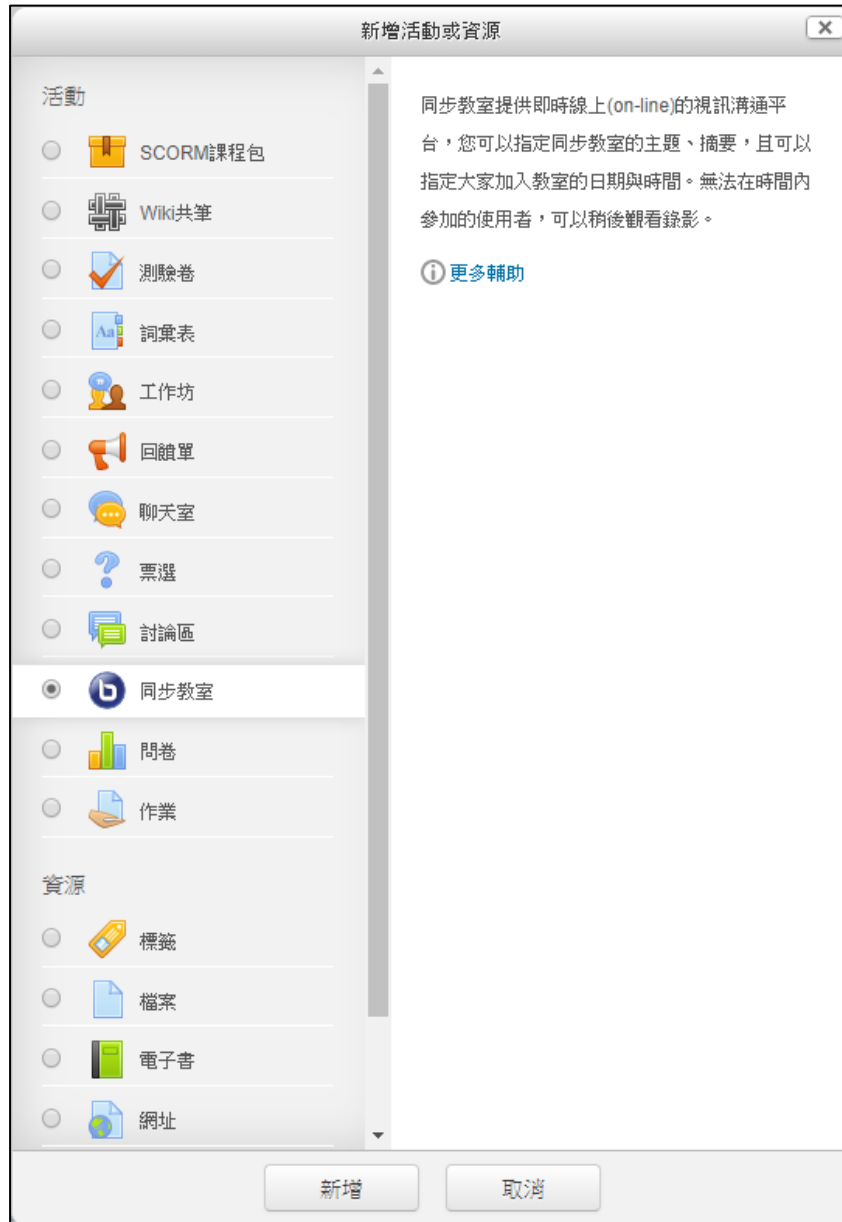 新增活動或資源
活動
SCORM課程包
Wiki共筆
測驗卷
詞彙表
工作坊
回饋單
聊天室
票選
討論區
同步教室
問卷
作業
資源
標籤
檔案
電子書
網址
同步教室提供即時線上(on-line)的視訊溝通平
台，您可以指定同步教室的主題、摘要，且可以
指定大家加入教室的日期與時間。無法在時間內
參加的使用者，可以稍後觀看錄影。
更多輔助
新增
取消